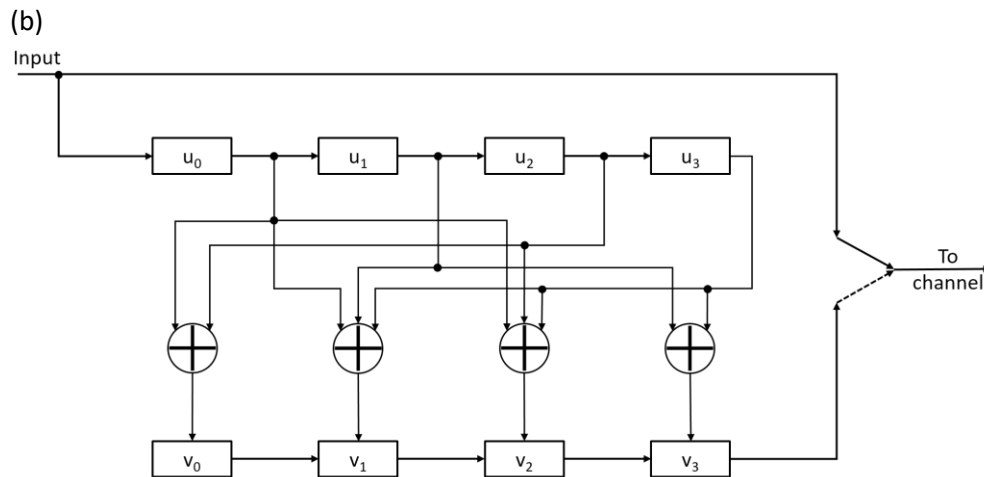 (b)
Input
u₀ u₁ u₂ u₃
To
channel
v₀ v₁ v₂ v₃